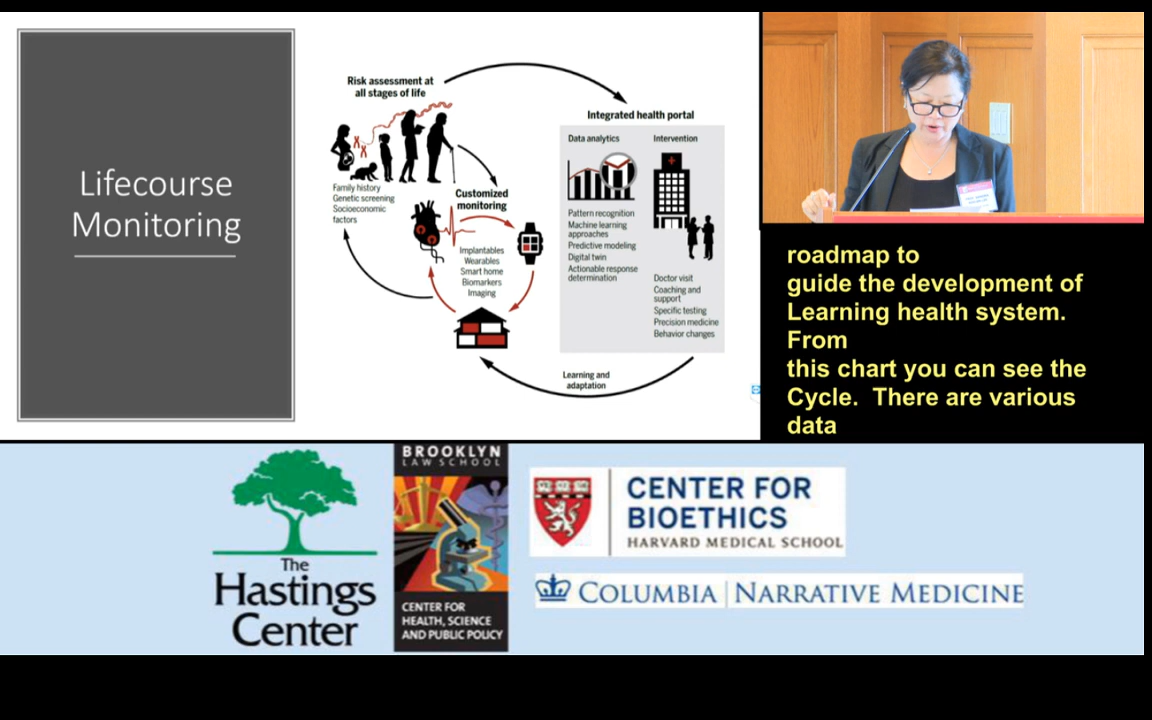 Lifecourse
Monitoring
Risk assessment at
all stages of life
Family history
Genetic screening
Socioeconomic
factors
Customized
monitoring
Implantables
Wearables
Smart home
Biomarkers
Imaging
Integrated health portal
Data analytics
Pattern recognition
Machine learning
approaches
Predictive modeling
Digital twin
Actionable response
determination
Intervention
Doctor visit
Coaching and
support
Specific testing
Precision medicine
Behavior changes
Learning and
adaptation
roadmap to
guide the development of
Learning health system.
From
this chart you can see the
Cycle.  There are various
data
The
Hastings
Center
BROOKLYN
LAW SCHOOL
CENTER FOR
HEALTH, SCIENCE
AND PUBLIC POLICY
CENTER FOR
BIOETHICS
HARVARD MEDICAL SCHOOL
COLUMBIA | NARRATIVE MEDICINE